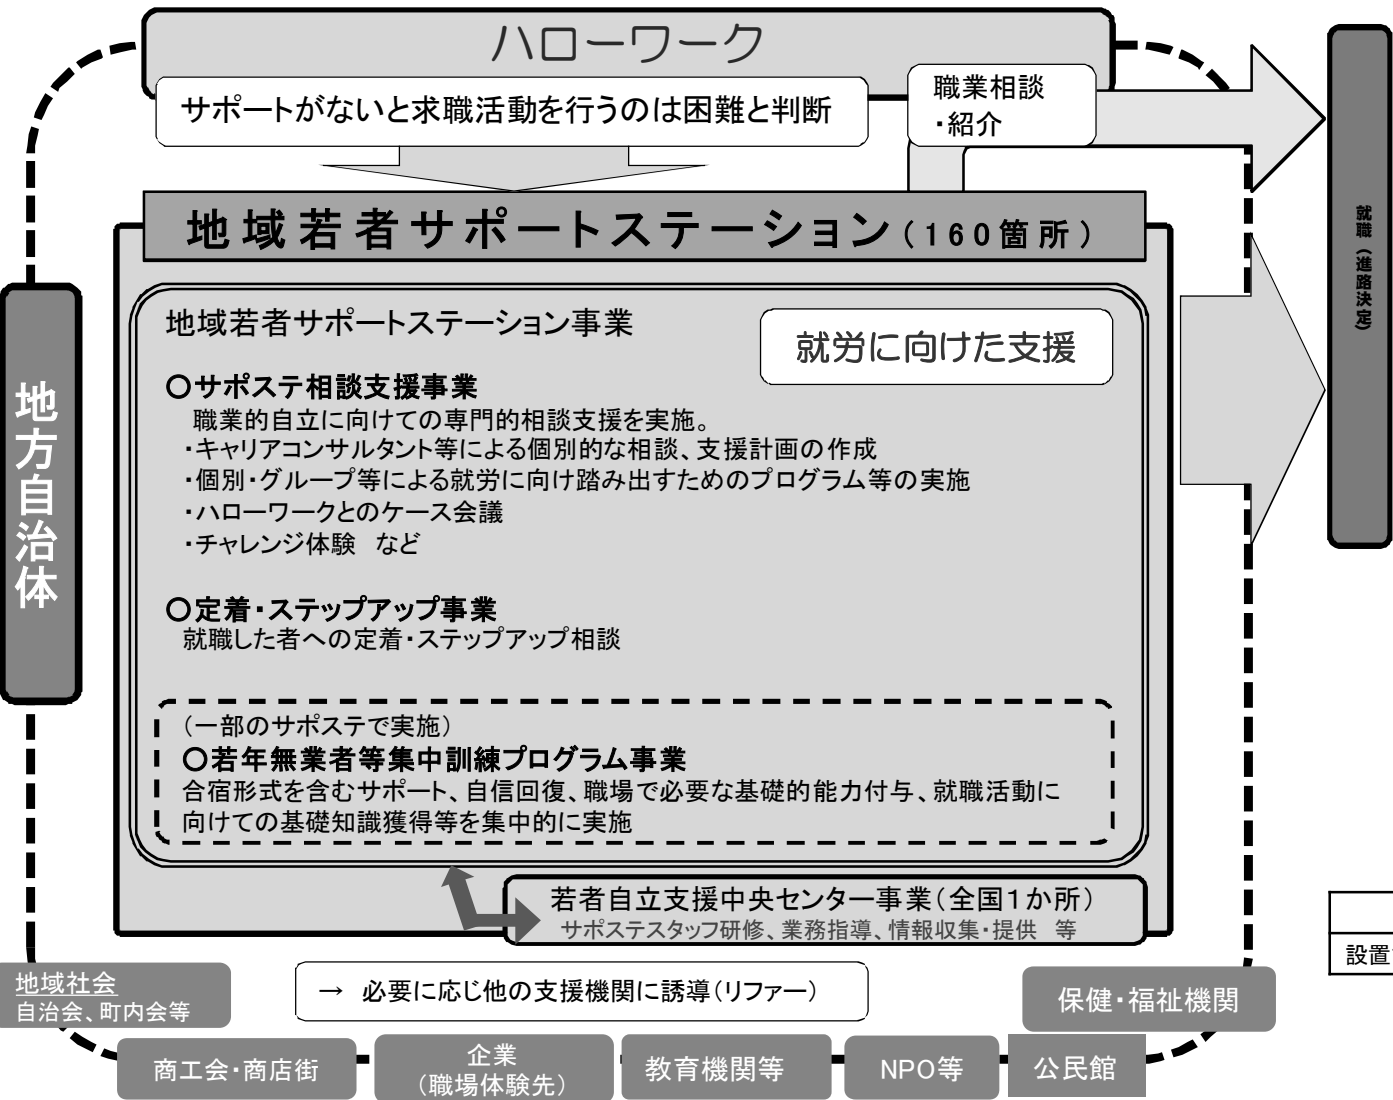 ハローワーク
サポートがないと求職活動を行うのは困難と判断
職業相談
・紹介
地域若者サポートステーション(160箇所)
就職（進路決定）
地方自治体
地域若者サポートステーション事業
就労に向けた支援
○サポステ相談支援事業
職業的自立に向けての専門的相談支援を実施。
・キャリアコンサルタント等による個別的な相談、支援計画の作成
・個別・グループ等による就労に向け踏み出すためのプログラム等の実施
・ハローワークとのケース会議
・チャレンジ体験　など
○定着・ステップアップ事業
就職した者への定着・ステップアップ相談
(一部のサポステで実施)
○若年無業者等集中訓練プログラム事業
合宿形式を含むサポート、自信回復、職場で必要な基礎的能力付与、就職活動に
向けての基礎知識獲得等を集中的に実施
若者自立支援中央センター事業(全国1か所)
サポステスタッフ研修、業務指導、情報収集・提供　等
設置
地域社会
自治会、町内会等
→　必要に応じ他の支援機関に誘導(リファー)
保健・福祉機関
商工会・商店街
企業
(職場体験先)
教育機関等
NPO等
公民館